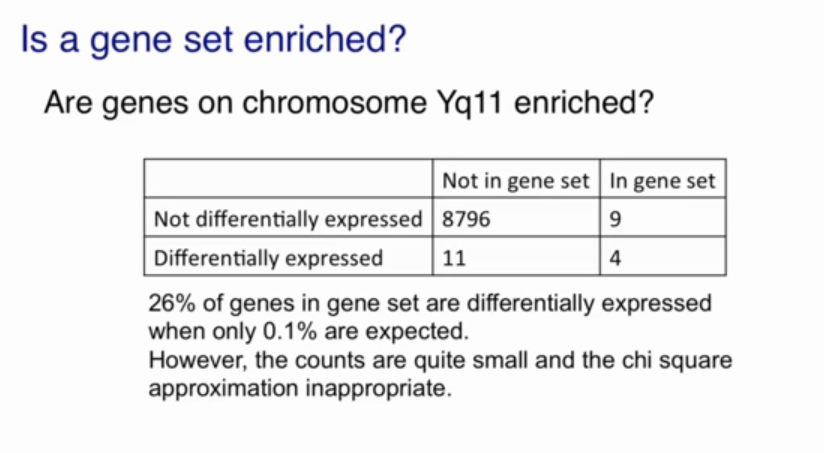 Is a gene set enriched?
Are genes on chromosome Yq11 enriched?
Not in gene set In gene set
Not differentially expressed 8796 9
Differentially expressed 11 4
26% of genes in gene set are differentially expressed
when only 0.1% are expected.
However, the counts are quite small and the chi square
approximation inappropriate.